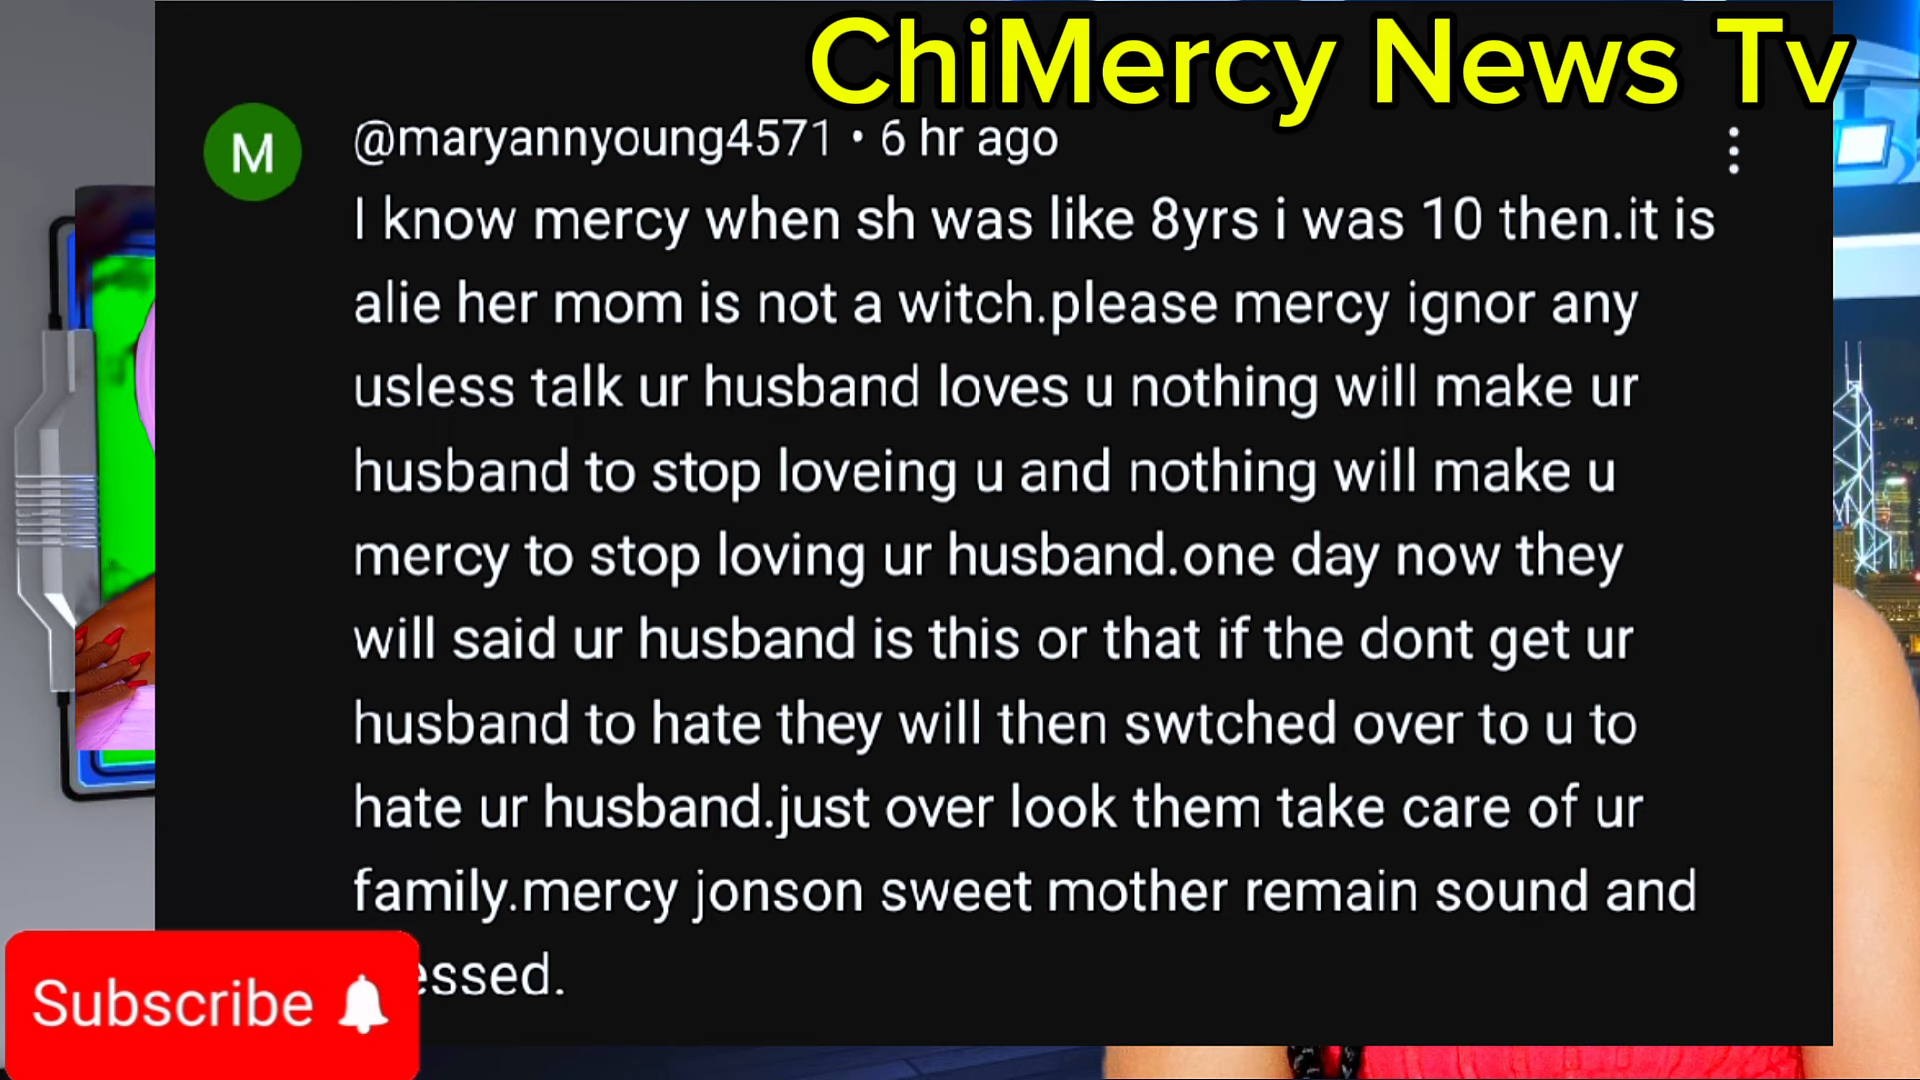 ChiMercy News Tv
M
@maryannyoung4571 • 6 hr ago
I know mercy when sh was like 8yrs i was 10 then.it is
alie her mom is not a witch.please mercy ignor any
usless talk ur husband loves u nothing will make ur
husband to stop loveing u and nothing will make u
mercy to stop loving ur husband.one day now they
will said ur husband is this or that if the dont get ur
husband to hate they will then swtched over to u to
hate ur husband.just over look them take care of ur
family.mercy jonson sweet mother remain sound and
essed.
Subscribe